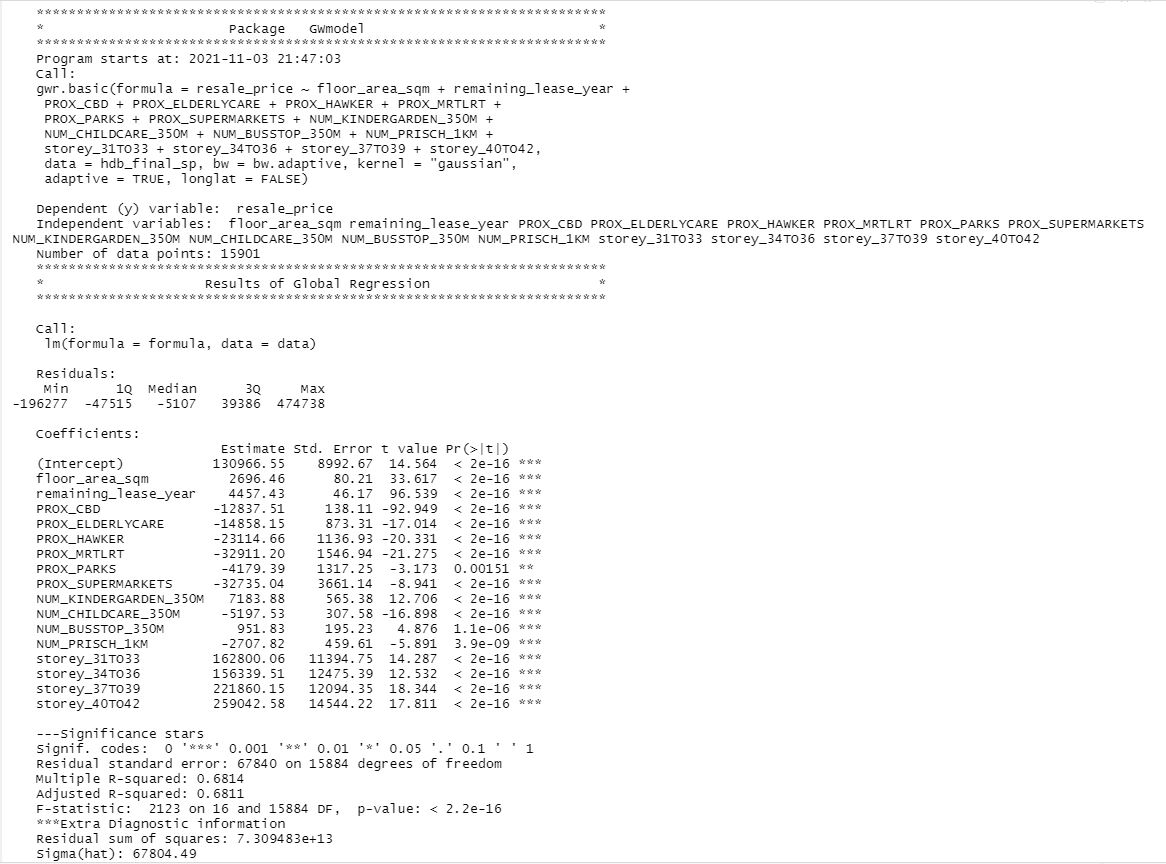 ***********************************************************************
*                       Package   GWmodel                             *
***********************************************************************
Program starts at: 2021-11-03 21:47:03
Call:
gwr.basic(formula = resale_price ~ floor_area_sqm + remaining_lease_year +
 PROX_CBD + PROX_ELDERLYCARE + PROX_HAWKER + PROX_MRTLRT +
 PROX_PARKS + PROX_SUPERMARKETS + NUM_KINDERGARDEN_350M +
 NUM_CHILDCARE_350M + NUM_BUSSTOP_350M + NUM_PRISCH_1KM +
 storey_31TO33 + storey_34TO36 + storey_37TO39 + storey_40TO42,
 data = hdb_final_sp, bw = bw.adaptive, kernel = "gaussian",
 adaptive = TRUE, longlat = FALSE)
Dependent (y) variable:  resale_price
Independent variables:  floor_area_sqm remaining_lease_year PROX_CBD PROX_ELDERLYCARE PROX_HAWKER PROX_MRTLRT PROX_PARKS PROX_SUPERMARKETS
NUM_KINDERGARDEN_350M NUM_CHILDCARE_350M NUM_BUSSTOP_350M NUM_PRISCH_1KM storey_31TO33 storey_34TO36 storey_37TO39 storey_40TO42
Number of data points: 15901
***********************************************************************
*                    Results of Global Regression                     *
***********************************************************************
Call:
 lm(formula = formula, data = data)
Residuals:
    Min      1Q  Median      3Q     Max
-196277  -47515   -5107   39386  474738
Coefficients:
                       Estimate Std. Error t value Pr(>|t|)
(Intercept)           130966.55    8992.67  14.564  < 2e-16 ***
floor_area_sqm          2696.46      80.21  33.617  < 2e-16 ***
remaining_lease_year    4457.43      46.17  96.539  < 2e-16 ***
PROX_CBD              -12837.51     138.11 -92.949  < 2e-16 ***
PROX_ELDERLYCARE      -14858.15     873.31 -17.014  < 2e-16 ***
PROX_HAWKER           -23114.66    1136.93 -20.331  < 2e-16 ***
PROX_MRTLRT           -32911.20    1546.94 -21.275  < 2e-16 ***
PROX_PARKS             -4179.39    1317.25  -3.173  0.00151 **
PROX_SUPERMARKETS     -32735.04    3661.14  -8.941  < 2e-16 ***
NUM_KINDERGARDEN_350M   7183.88     565.38  12.706  < 2e-16 ***
NUM_CHILDCARE_350M     -5197.53     307.58 -16.898  < 2e-16 ***
NUM_BUSSTOP_350M         951.83     195.23   4.876  1.1e-06 ***
NUM_PRISCH_1KM         -2707.82     459.61  -5.891  3.9e-09 ***
storey_31TO33         162800.06   11394.75  14.287  < 2e-16 ***
storey_34TO36         156339.51   12475.39  12.532  < 2e-16 ***
storey_37TO39         221860.15   12094.35  18.344  < 2e-16 ***
storey_40TO42         259042.58   14544.22  17.811  < 2e-16 ***
---Significance stars
Signif. codes:  0 '***' 0.001 '**' 0.01 '*' 0.05 '.' 0.1 ' ' 1
Residual standard error: 67840 on 15884 degrees of freedom
Multiple R-squared: 0.6814
Adjusted R-squared: 0.6811
F-statistic:  2123 on 16 and 15884 DF,  p-value: < 2.2e-16
***Extra Diagnostic information
Residual sum of squares: 7.309483e+13
Sigma(hat): 67804.49